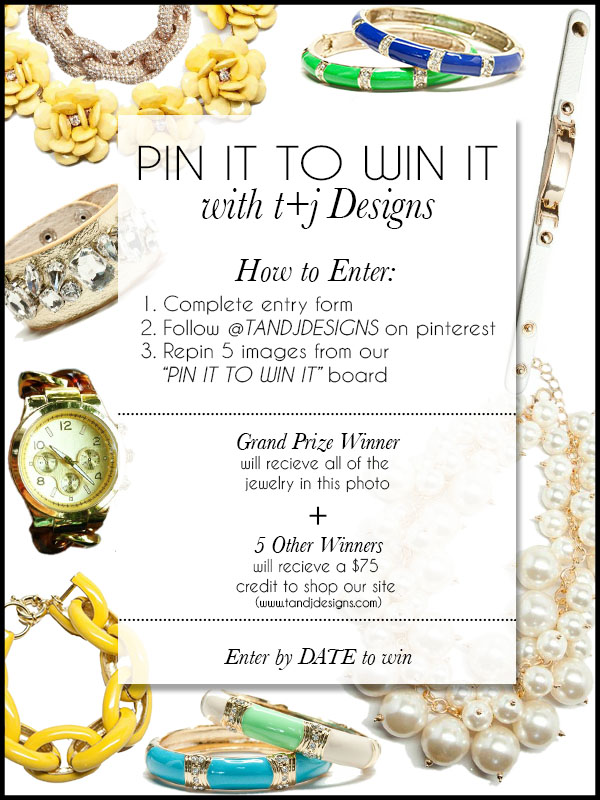 PIN IT TO WIN IT
with t+j Designs
How to Enter:
1. Complete entry form
2. Follow @TANDJDESIGNS on pinterest
3. Repin 5 images from our
“PIN IT TO WIN IT” board
Grand Prize Winner
will recieve all of the
jewelry in this photo
+
5 Other Winners
will recieve a $75
credit to shop our site
(www.tandjdesigns.com)
Enter by DATE to win